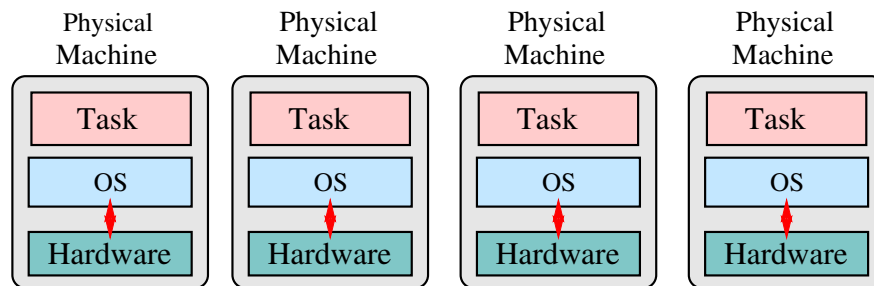 Physical
Machine
Physical
Machine
Physical
Machine
Physical
Machine
Task
Task
Task
Task
OS
OS
OS
OS
Hardware
Hardware
Hardware
Hardware